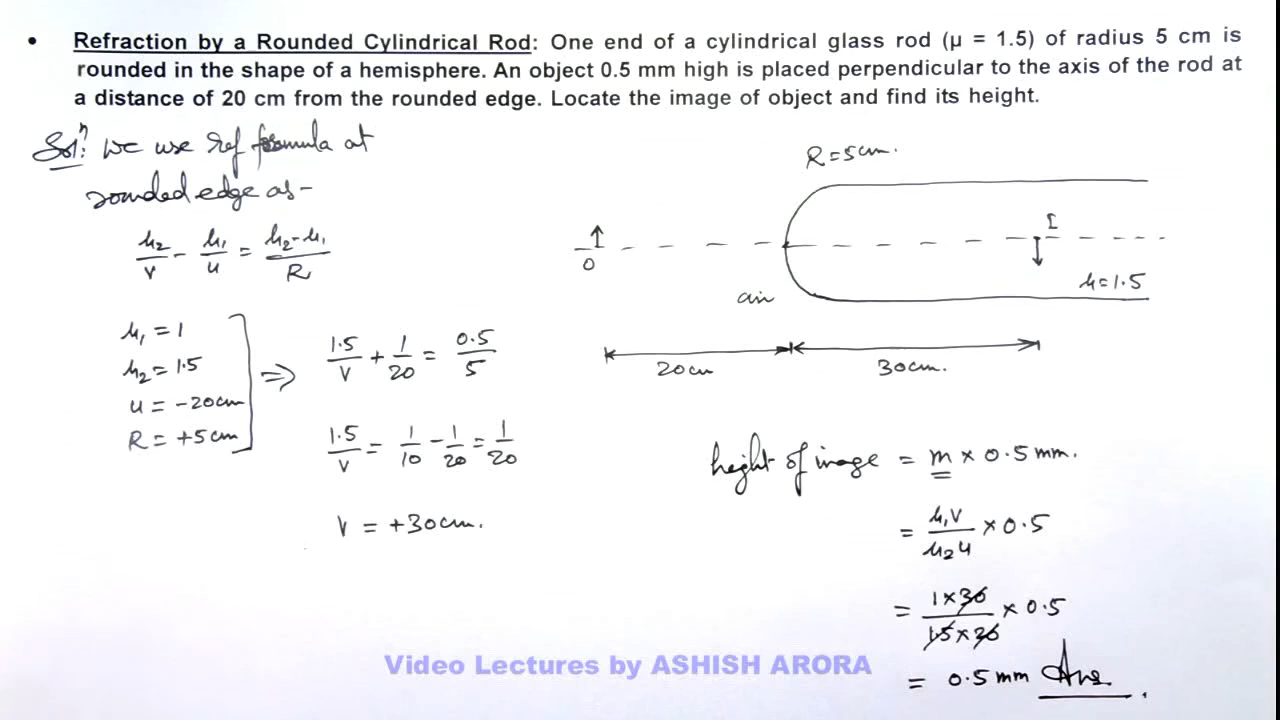 • Refraction by a Rounded Cylindrical Rod: One end of a cylindrical glass rod (μ = 1.5) of radius 5 cm is
rounded in the shape of a hemisphere. An object 0.5 mm high is placed perpendicular to the axis of the rod at
a distance of 20 cm from the rounded edge. Locate the image of object and find its height.
Solⁿ: We use ref formula at
rounded edge as-
μ₂/v - μ₁/u = (μ₂-μ₁)/R
μ₁ = 1
μ₂ = 1.5
u = -20cm
R = +5cm
⇒ 1.5/v + 1/20 = 0.5/5
1.5/v = 1/10 - 1/20 = 1/20
v = +30cm.
R=5cm.
I
O
air
μ=1.5
20cm
30cm.
height of image = m × 0.5mm.
= μ₁v/μ₂u × 0.5
= 1×30/1.5×20 × 0.5
= 0.5 mm Ans.
Video Lectures by ASHISH ARORA